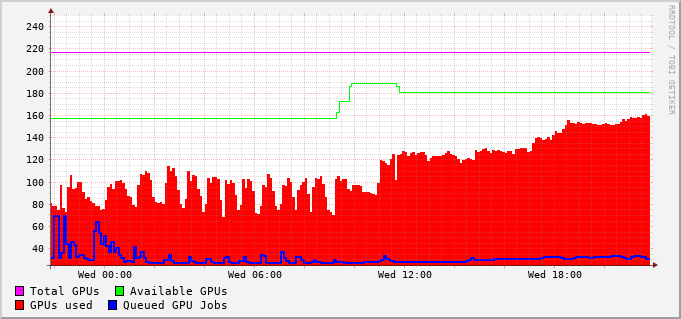 RRDTOOL / TOBI OETIKER
240
220
200
180
160
140
120
100
80
60
40
Wed 00:00 Wed 06:00 Wed 12:00 Wed 18:00
Total GPUs Available GPUs
GPUs used Queued GPU Jobs